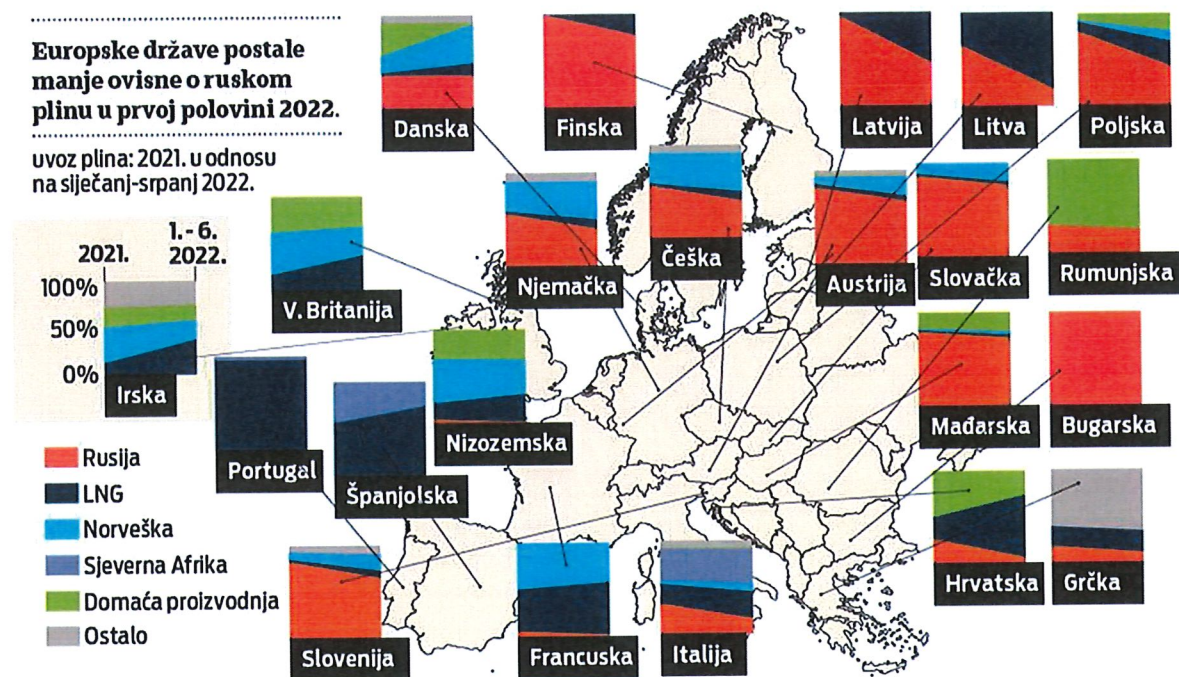 Europske države postale
manje ovisne o ruskom
plinu u prvoj polovini 2022.
uvoz plina: 2021. u odnosu
na siječanj-srpanj 2022.
2021.
1.- 6.
2022.
100%
50%
0%
Irska
Danska
Finska
Latvija
Litva
Poljska
V. Britanija
Njemačka
Češka
Austrija
Slovačka
Rumunjska
Portugal
Španjolska
Nizozemska
Mađarska
Bugarska
Rusija
LNG
Norveška
Sjeverna Afrika
Domaća proizvodnja
Ostalo
Slovenija
Francuska
Italija
Hrvatska
Grčka